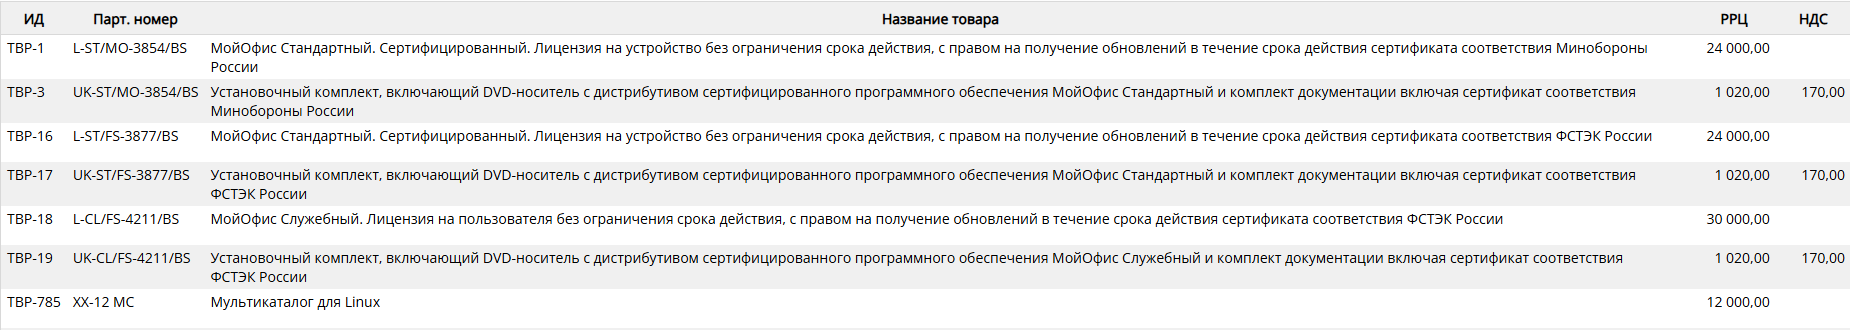 ИД Парт. номер Название товара РРЦ НДС
ТВР-1 L-ST/MO-3854/BS МойОфис Стандартный. Сертифицированный. Лицензия на устройство без ограничения срока действия, с правом на получение обновлений в течение срока действия сертификата соответствия Минобороны 24 000,00
России
ТВР-3 UK-ST/MO-3854/BS Установочный комплект, включающий DVD-носитель с дистрибутивом сертифицированного программного обеспечения МойОфис Стандартный и комплект документации включая сертификат соответствия 1 020,00 170,00
Минобороны России
ТВР-16 L-ST/FS-3877/BS МойОфис Стандартный. Сертифицированный. Лицензия на устройство без ограничения срока действия, с правом на получение обновлений в течение срока действия сертификата соответствия ФСТЭК России 24 000,00
ТВР-17 UK-ST/FS-3877/BS Установочный комплект, включающий DVD-носитель с дистрибутивом сертифицированного программного обеспечения МойОфис Стандартный и комплект документации включая сертификат соответствия 1 020,00 170,00
ФСТЭК России
ТВР-18 L-CL/FS-4211/BS МойОфис Служебный. Лицензия на пользователя без ограничения срока действия, с правом на получение обновлений в течение срока действия сертификата соответствия ФСТЭК России 30 000,00
ТВР-19 UK-CL/FS-4211/BS Установочный комплект, включающий DVD-носитель с дистрибутивом сертифицированного программного обеспечения МойОфис Служебный и комплект документации включая сертификат соответствия 1 020,00 170,00
ФСТЭК России
ТВР-785 XX-12 MC Мультикаталог для Linux 12 000,00